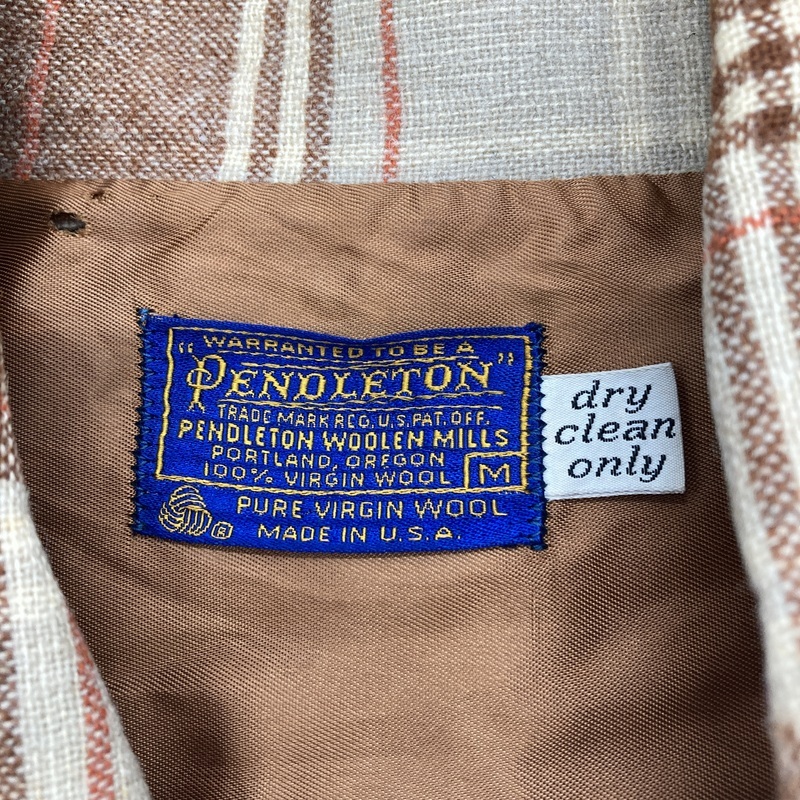 WARRANTED TO BE A
"PENDLETON"
TRADE MARK REG. U.S. PAT. OFF.
PENDLETON WOOLEN MILLS
PORTLAND, OREGON
100% VIRGIN WOOL M
PURE VIRGIN WOOL
® MADE IN U.S.A.
dry
clean
only